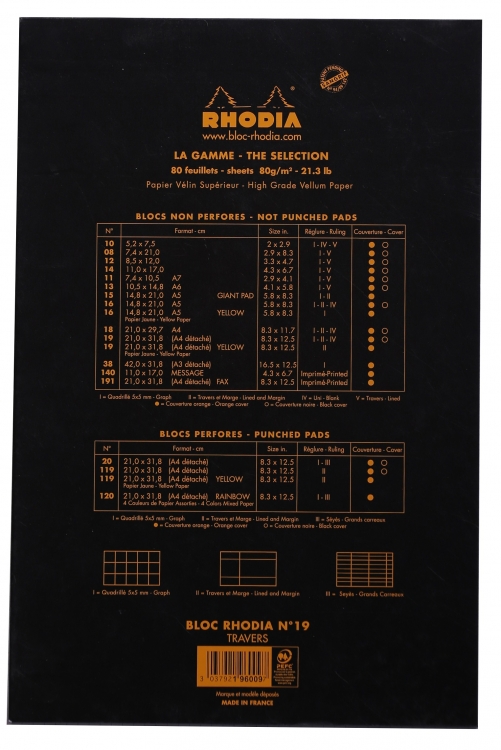 RHODIA
www.bloc-rhodia.com
LA GAMME - THE SELECTION
80 feuillets - sheets 80g/m² - 21.3 lb
Papier Vélin Supérieur - High Grade Vellum Paper
BLOCS NON PERFORES - NOT PUNCHED PADS
N° Format - cm Size in. Réglure - Ruling Couverture - Cover
10 5,2 x 7,5 2 x 2.9 I - IV - V
08 7,4 x 21,0 2.9 x 8.3 I - V
12 8,5 x 12,0 3.3 x 4.7 I - V
14 11,0 x 17,0 4.3 x 6.7 I - V
11 7,4 x 10,5 A7 2.9 x 4.1 I - V
13 10,5 x 14,8 A6 4.1 x 5.8 I - V
15 14,8 x 21,0 A5 GIANT PAD 5.8 x 8.3 I - II
16 14,8 x 21,0 A5 5.8 x 8.3 I - II - IV
16 14,8 x 21,0 A5 YELLOW 5.8 x 8.3 I
Papier Jaune - Yellow Paper
18 21,0 x 29,7 A4 8.3 x 11.7 I - II - IV
19 21,0 x 31,8 (A4 détaché) 8.3 x 12.5 I - II - IV
19 21,0 x 31,8 (A4 détaché) YELLOW 8.3 x 12.5 II
Papier Jaune - Yellow Paper
38 42,0 x 31,8 (A3 détaché) 16.5 x 12.5 I
140 11,0 x 17,0 MESSAGE 4.3 x 6.7 Imprimé-Printed
191 21,0 x 31,8 (A4 détaché) FAX 8.3 x 12.5 Imprimé-Printed
I = Quadrillé 5x5 mm - Graph II = Travers et Marge - Lined and Margin IV = Uni - Blank V = Travers - Lined
● = Couverture orange - Orange cover O = Couverture noire - Black cover
BLOCS PERFORES - PUNCHED PADS
N° Format - cm Size in. Réglure - Ruling Couverture - Cover
20 21,0 x 31,8 (A4 détaché) 8.3 x 12.5 I - III
119 21,0 x 31,8 (A4 détaché) 8.3 x 12.5 II
119 21,0 x 31,8 (A4 détaché) YELLOW 8.3 x 12.5 II
Papier Jaune - Yellow Paper
120 21,0 x 31,8 (A4 détaché) RAINBOW 8.3 x 12.5 I - III
4 Couleurs de Papier Assorties - 4 Colors Mixed Paper
I = Quadrillé 5x5 mm - Graph II = Travers et Marge - Lined and Margin III = Séyès - Grands carreaux
● = Couverture orange - Orange cover O = Couverture noire - Black cover
I = Quadrillé 5x5 mm - Graph II = Travers et Marge - Lined and Margin III = Seyès - Grands Carreaux
BLOC RHODIA N°19
TRAVERS
3 037921 960097
PEFC
Marque et modèle déposés
MADE IN FRANCE